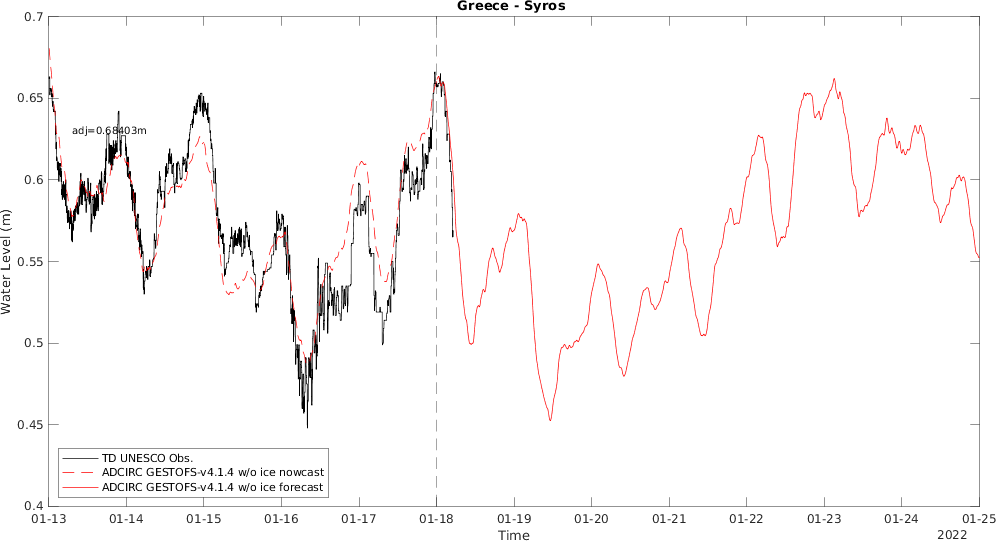 Greece - Syros
0.7
0.65
0.6
0.55
0.5
0.45
0.4
Water Level (m)
adj=0.68403m
TD UNESCO Obs.
ADCIRC GESTOFS-v4.1.4 w/o ice nowcast
ADCIRC GESTOFS-v4.1.4 w/o ice forecast
01-13 01-14 01-15 01-16 01-17 01-18 01-19 01-20 01-21 01-22 01-23 01-24 01-25
Time
2022